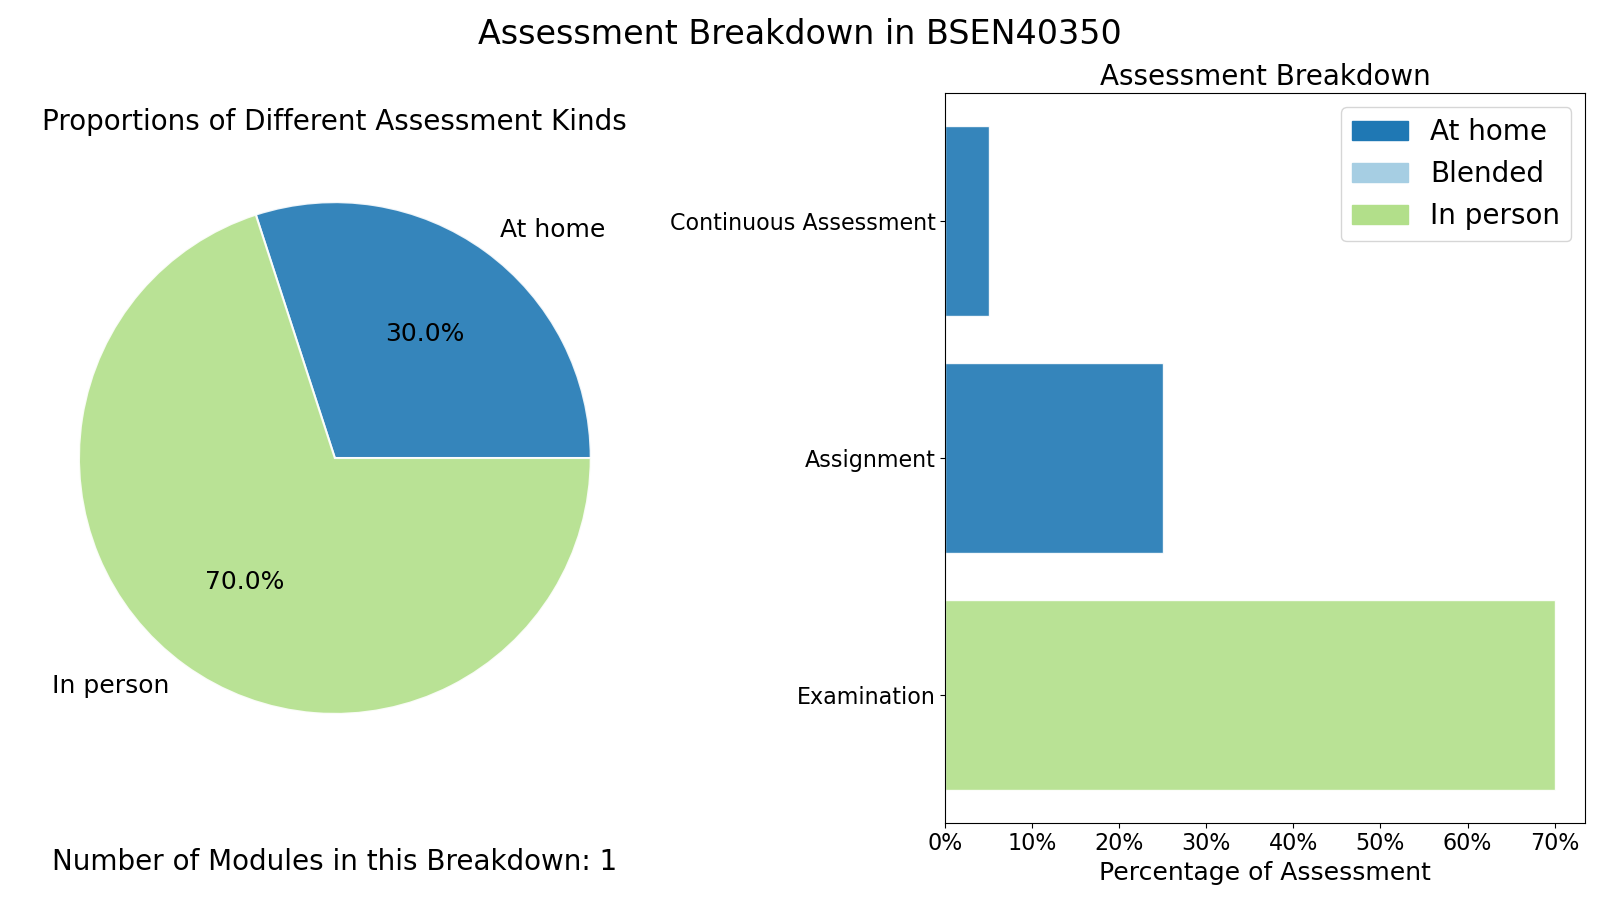 Assessment Breakdown in BSEN40350
Proportions of Different Assessment Kinds
At home
30.0%
70.0%
In person
Number of Modules in this Breakdown: 1
Assessment Breakdown
At home
Blended
In person
Continuous Assessment
Assignment
Examination
0% 10% 20% 30% 40% 50% 60% 70%
Percentage of Assessment